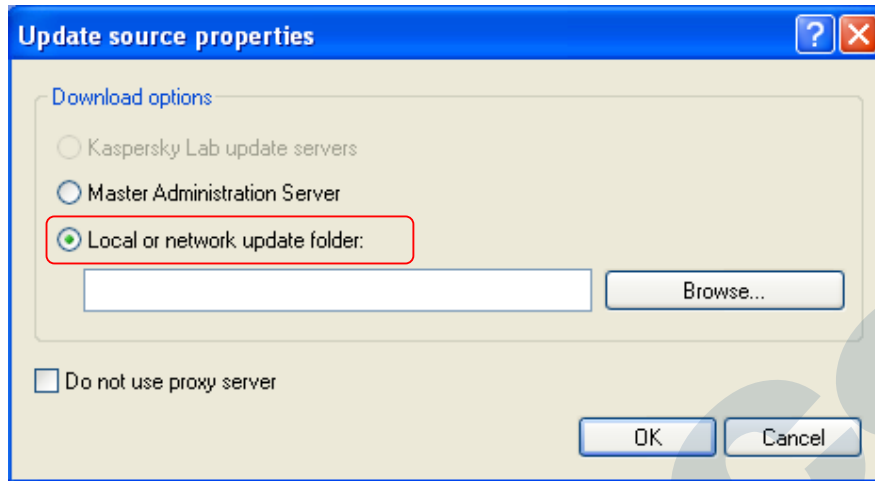 Update source properties
Download options
Kaspersky Lab update servers
Master Administration Server
Local or network update folder:
Browse...
Do not use proxy server
OK
Cancel